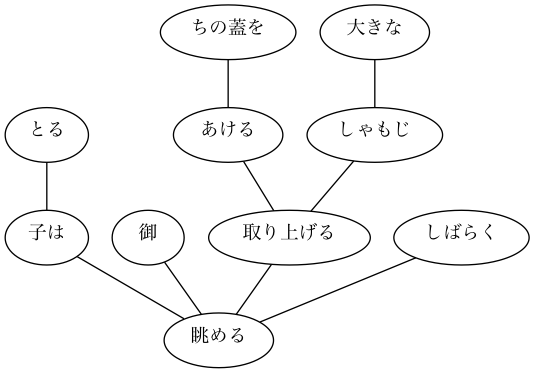 ちの蓋を
大きな
とる
あける
しゃもじ
子は
御
取り上げる
しばらく
眺める